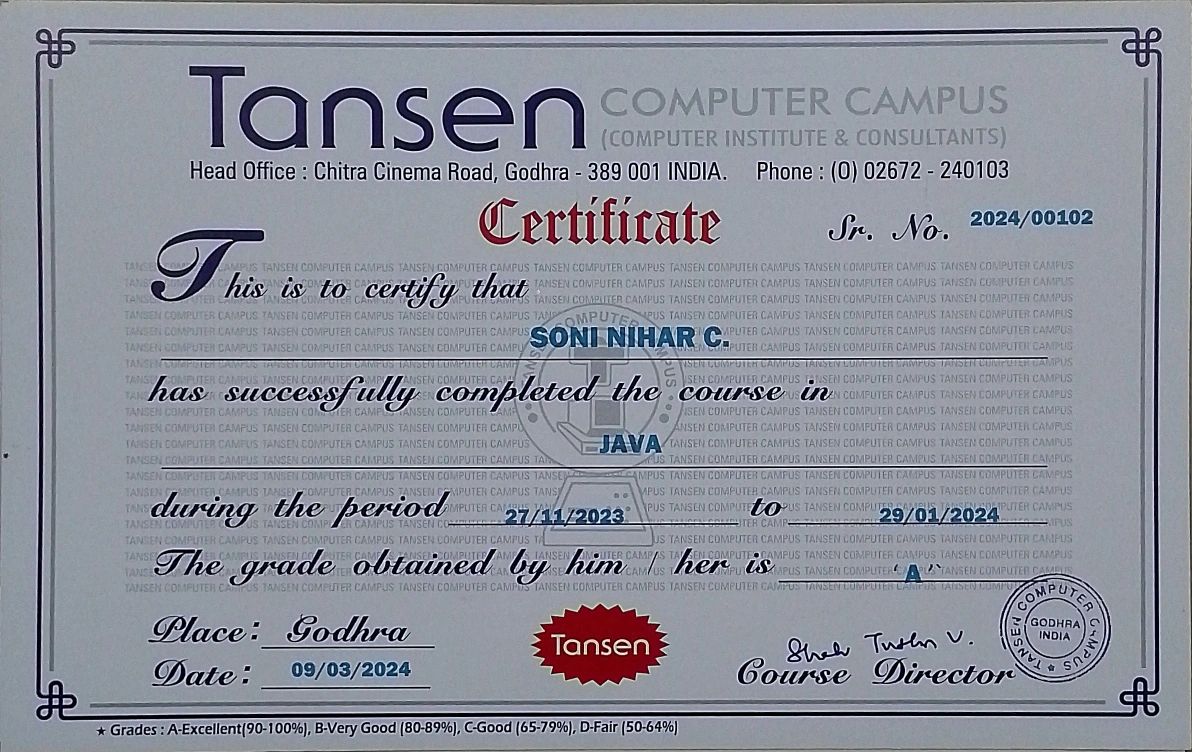 Tansen COMPUTER CAMPUS
(COMPUTER INSTITUTE & CONSULTANTS)
Head Office : Chitra Cinema Road, Godhra - 389 001 INDIA. Phone : (O) 02672 - 240103
Certificate
Sr. No. 2024/00102
This is to certify that
SONI NIHAR C.
has successfully completed the course in
JAVA
during the period 27/11/2023 to 29/01/2024
The grade obtained by him / her is ‘A”
Place : Godhra
Date : 09/03/2024
Tansen
Shah V.
Course Director
TANSEN COMPUTER CAMPUS
GODHRA
INDIA
★ Grades : A-Excellent(90-100%), B-Very Good (80-89%), C-Good (65-79%), D-Fair (50-64%)